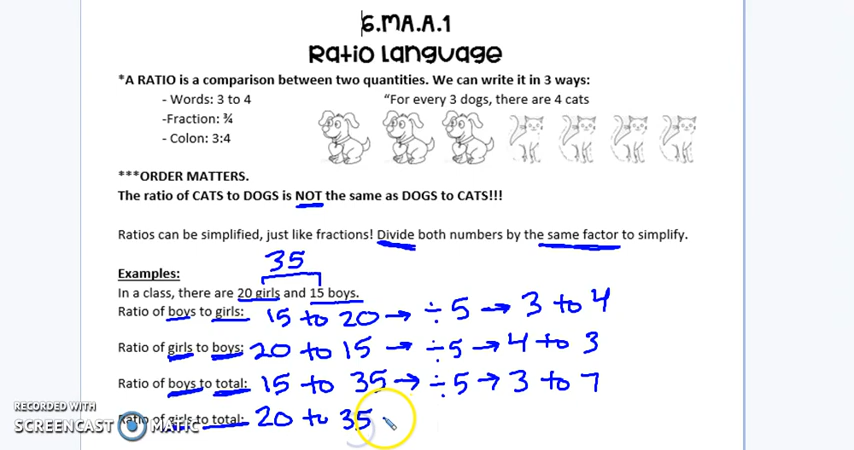 6.MA.A.1
Ratio Language
*A RATIO is a comparison between two quantities. We can write it in 3 ways:
- Words: 3 to 4 "For every 3 dogs, there are 4 cats
-Fraction: ¾
- Colon: 3:4
***ORDER MATTERS.
The ratio of CATS to DOGS is NOT the same as DOGS to CATS!!!
Ratios can be simplified, just like fractions! Divide both numbers by the same factor to simplify.
35
Examples:
In a class, there are 20 girls and 15 boys.
Ratio of boys to girls: 15 to 20 → ÷5 → 3 to 4
Ratio of girls to boys: 20 to 15 → ÷5 → 4 to 3
Ratio of boys to total: 15 to 35 → ÷5 → 3 to 7
Ratio of girls to total: 20 to 35
RECORDED WITH
SCREENCAST MATIC